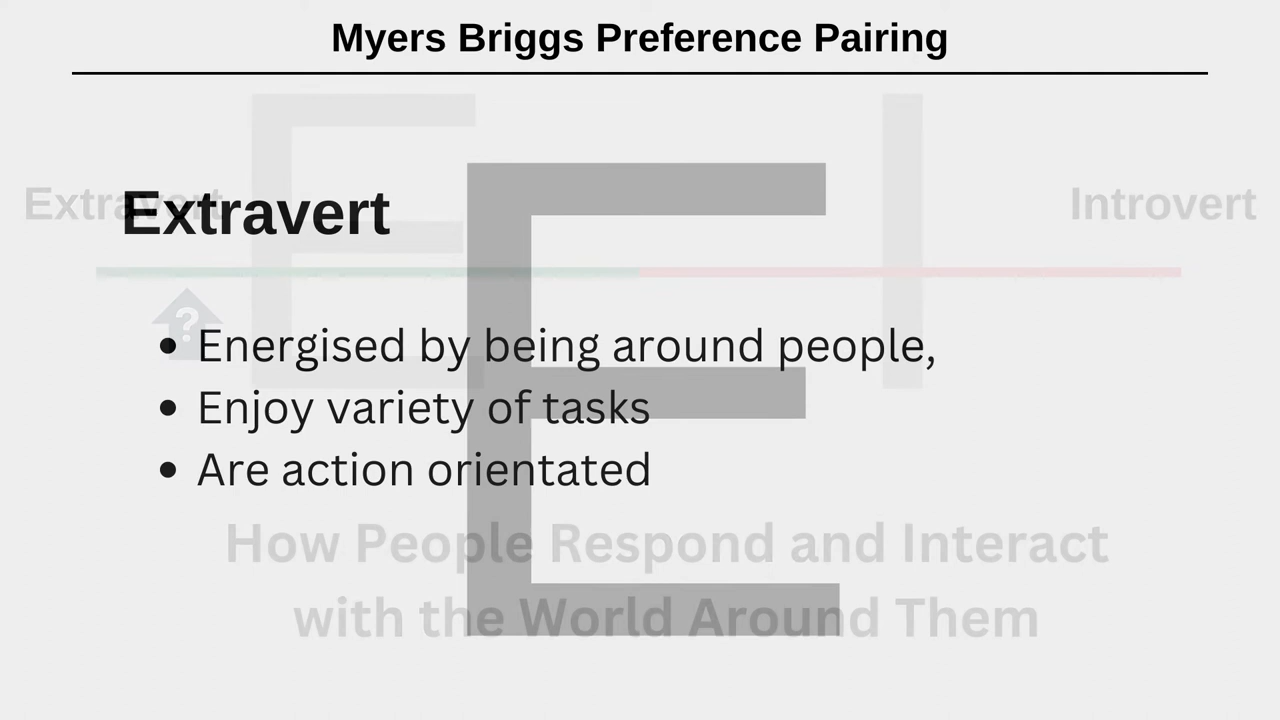 Myers Briggs Preference Pairing
E I
E
Extravert Introvert
Extravert
?
Energised by being around people,
Enjoy variety of tasks
Are action orientated
How People Respond and Interact
with the World Around Them